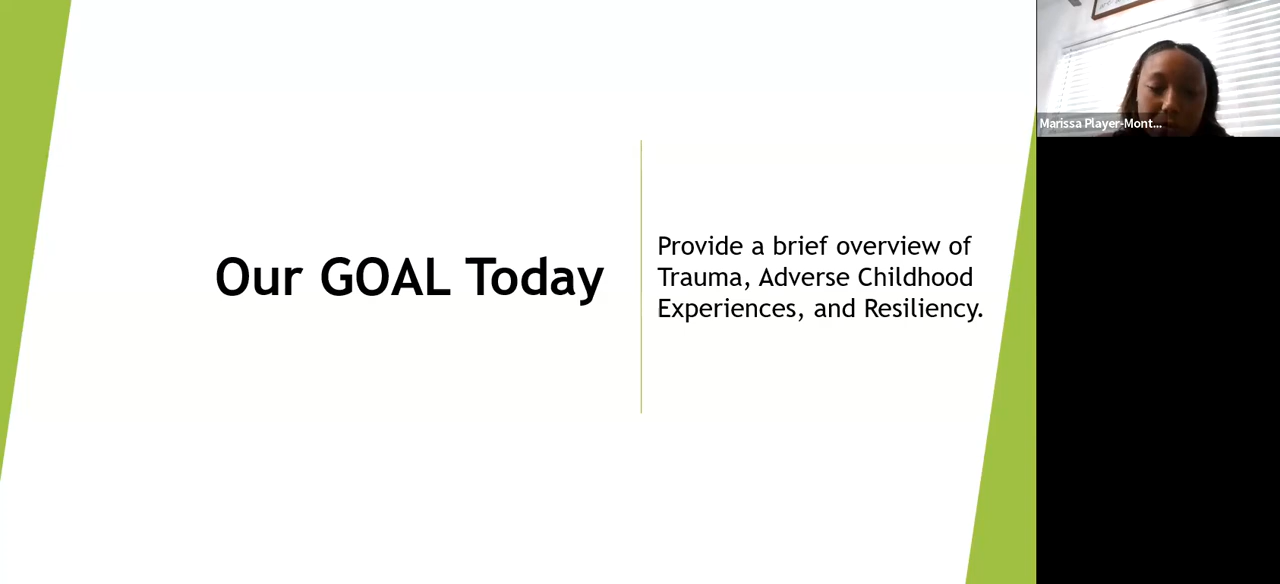 Our GOAL Today
Provide a brief overview of
Trauma, Adverse Childhood
Experiences, and Resiliency.
Marissa Player-Mont...